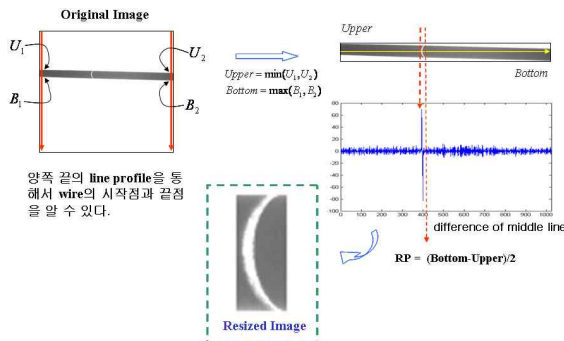 Original Image
U1
U2
B1
B2
Upper = min(U1,U2)
Bottom = max(B1,B2)
Upper
Bottom
양쪽 끝의 line profile을 통
해서 wire의 시작점과 끝점
을 알 수 있다.
80
60
40
20
0
-20
-40
-60
-80
-100
0 100 200 300 400 500 600 700 800 900 1000
difference of middle line
RP = (Bottom-Upper)/2
Resized Image